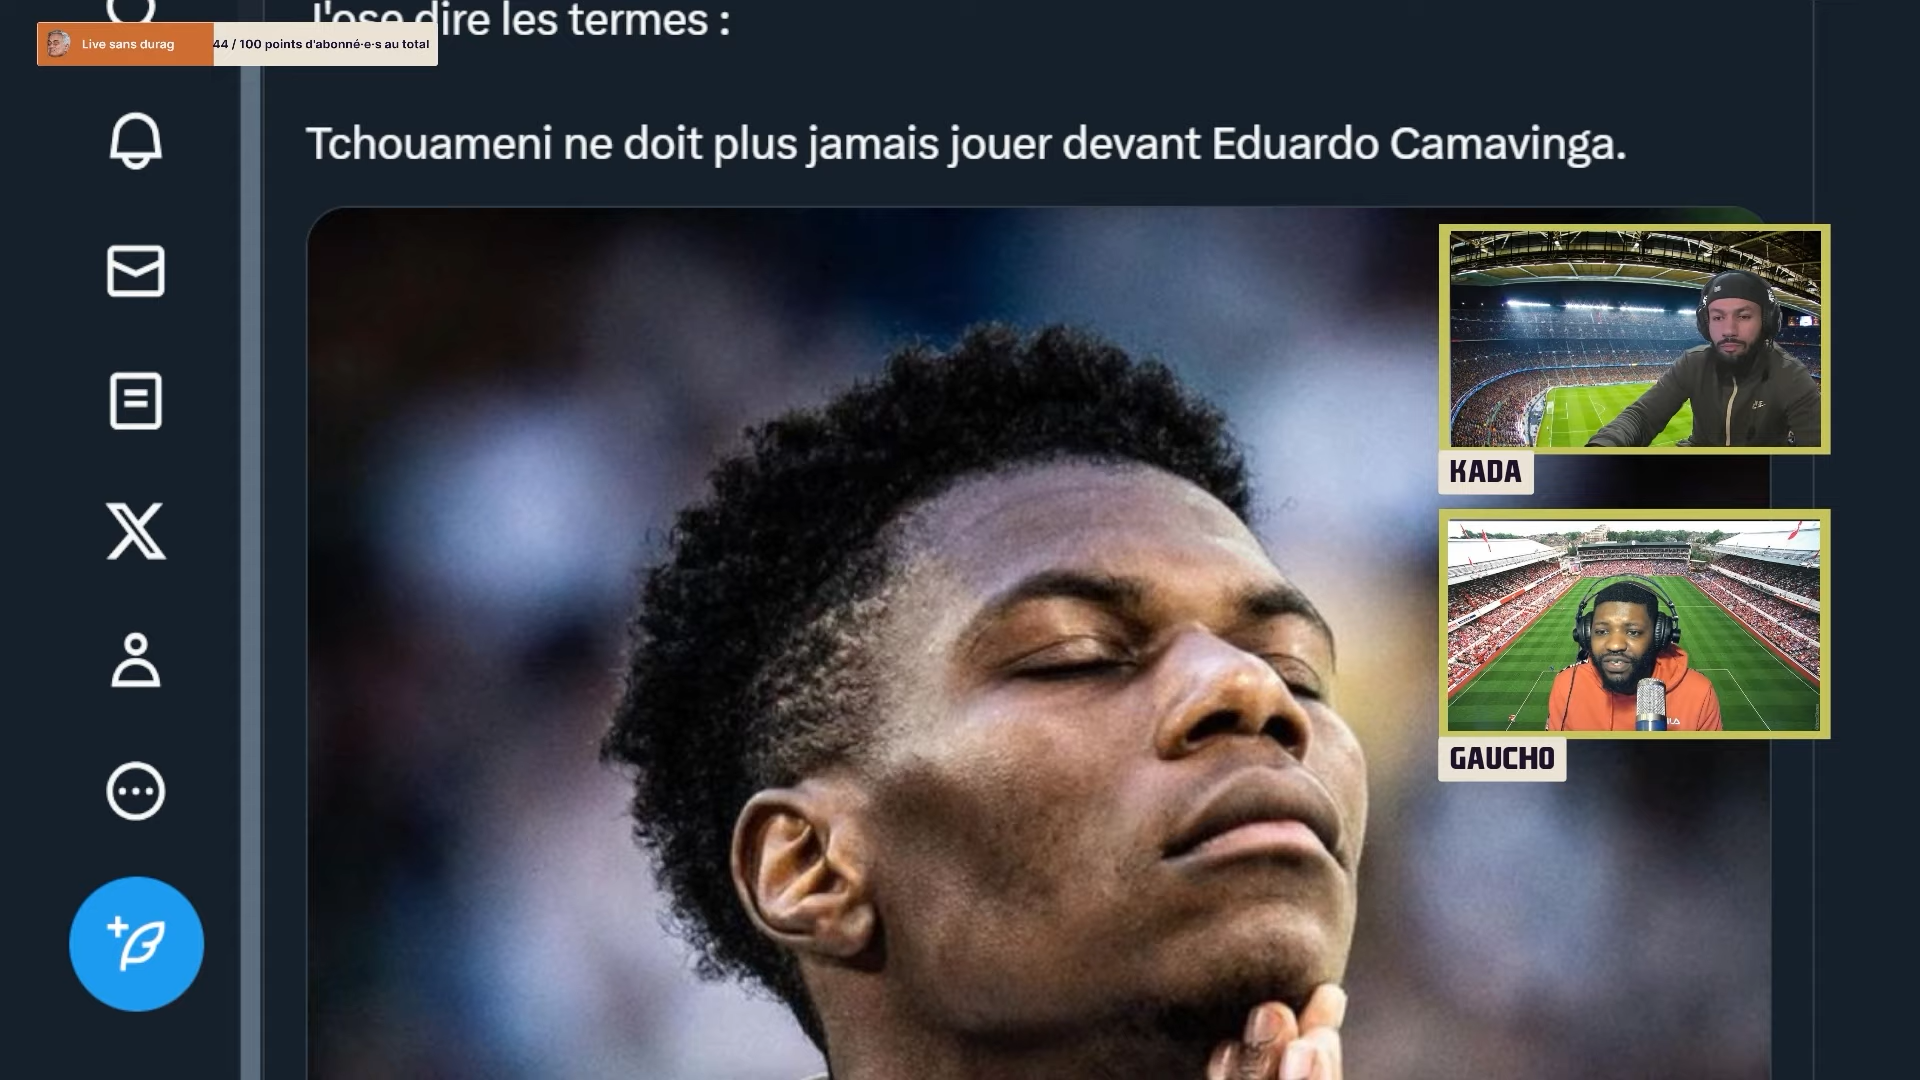 J'ose dire les termes :
Live sans durag
44 / 100 points d'abonné·e·s au total
Tchouameni ne doit plus jamais jouer devant Eduardo Camavinga.
KADA
GAUCHO